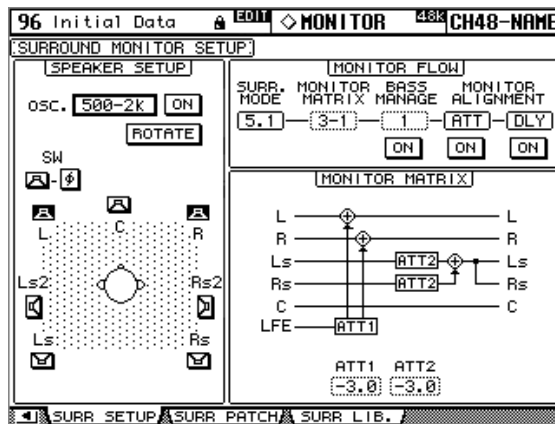 96 Initial Data EDIT ◇MONITOR 48k CH48-NAME
SURROUND MONITOR SETUP
SPEAKER SETUP
OSC. 500-2k ON
ROTATE
SW
L C R
Ls2 Rs2
Ls Rs
MONITOR FLOW
SURR. MODE MONITOR MATRIX BASS MANAGE MONITOR ALIGNMENT
5.1 3-1 1 ATT DLY
ON ON ON
MONITOR MATRIX
L L
R R
Ls ATT2 Ls
Rs ATT2 Rs
C C
LFE ATT1
ATT1 ATT2
-3.0 -3.0
SURR SETUP SURR PATCH SURR LIB.